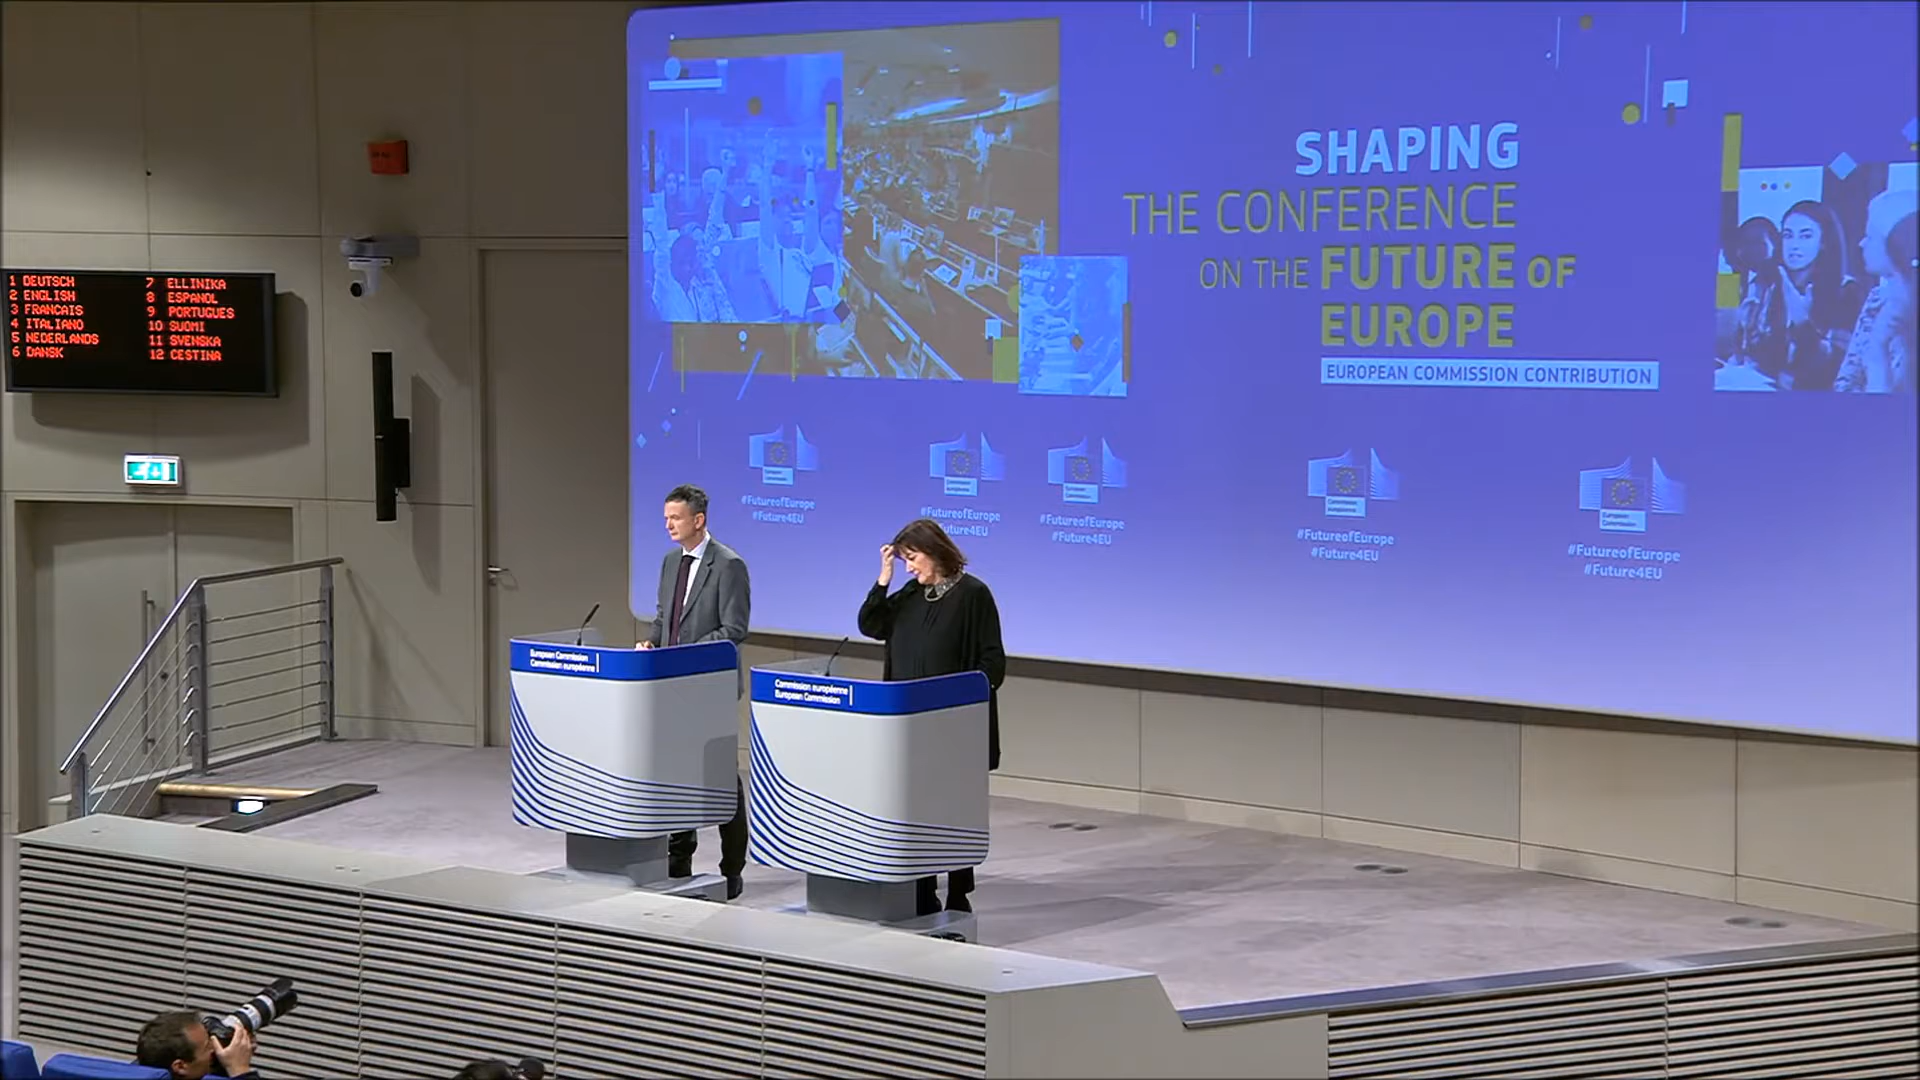 SHAPING
THE CONFERENCE
ON THE FUTURE OF
EUROPE
EUROPEAN COMMISSION CONTRIBUTION
1 DEUTSCH
2 ENGLISH
3 FRANCAIS
4 ITALIANO
5 NEDERLANDS
6 DANSK
7 ELLINIKA
8 ESPANOL
9 PORTUGUES
10 SUOMI
11 SVENSKA
12 CESTINA
#FutureofEurope
#Future4EU
#FutureofEurope
#Future4EU
#FutureofEurope
#Future4EU
#FutureofEurope
#Future4EU
#FutureofEurope
#Future4EU
European Commission
Commission européenne
Commission européenne
European Commission